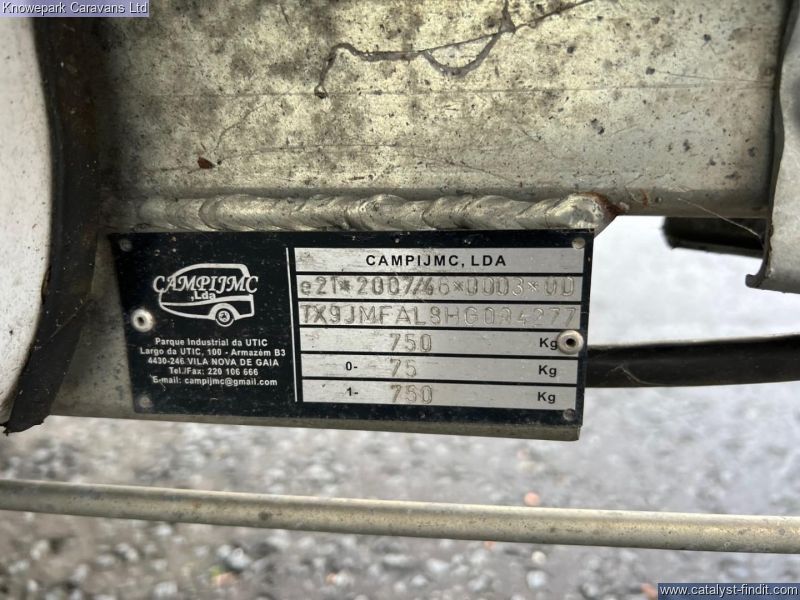 Knowepark Caravans Ltd
CAMPIJMC
,Lda
Parque Industrial da UTIC
Largo da UTIC, 100 - Armazém B3
4430-246 VILA NOVA DE GAIA
Tel./Fax: 220 106 666
E-mail: campijmc@gmail.com
CAMPIJMC, LDA
e21*2007/46*0003*00
750 Kg
0- 75 Kg
1- 750 Kg
www.catalyst-findit.com